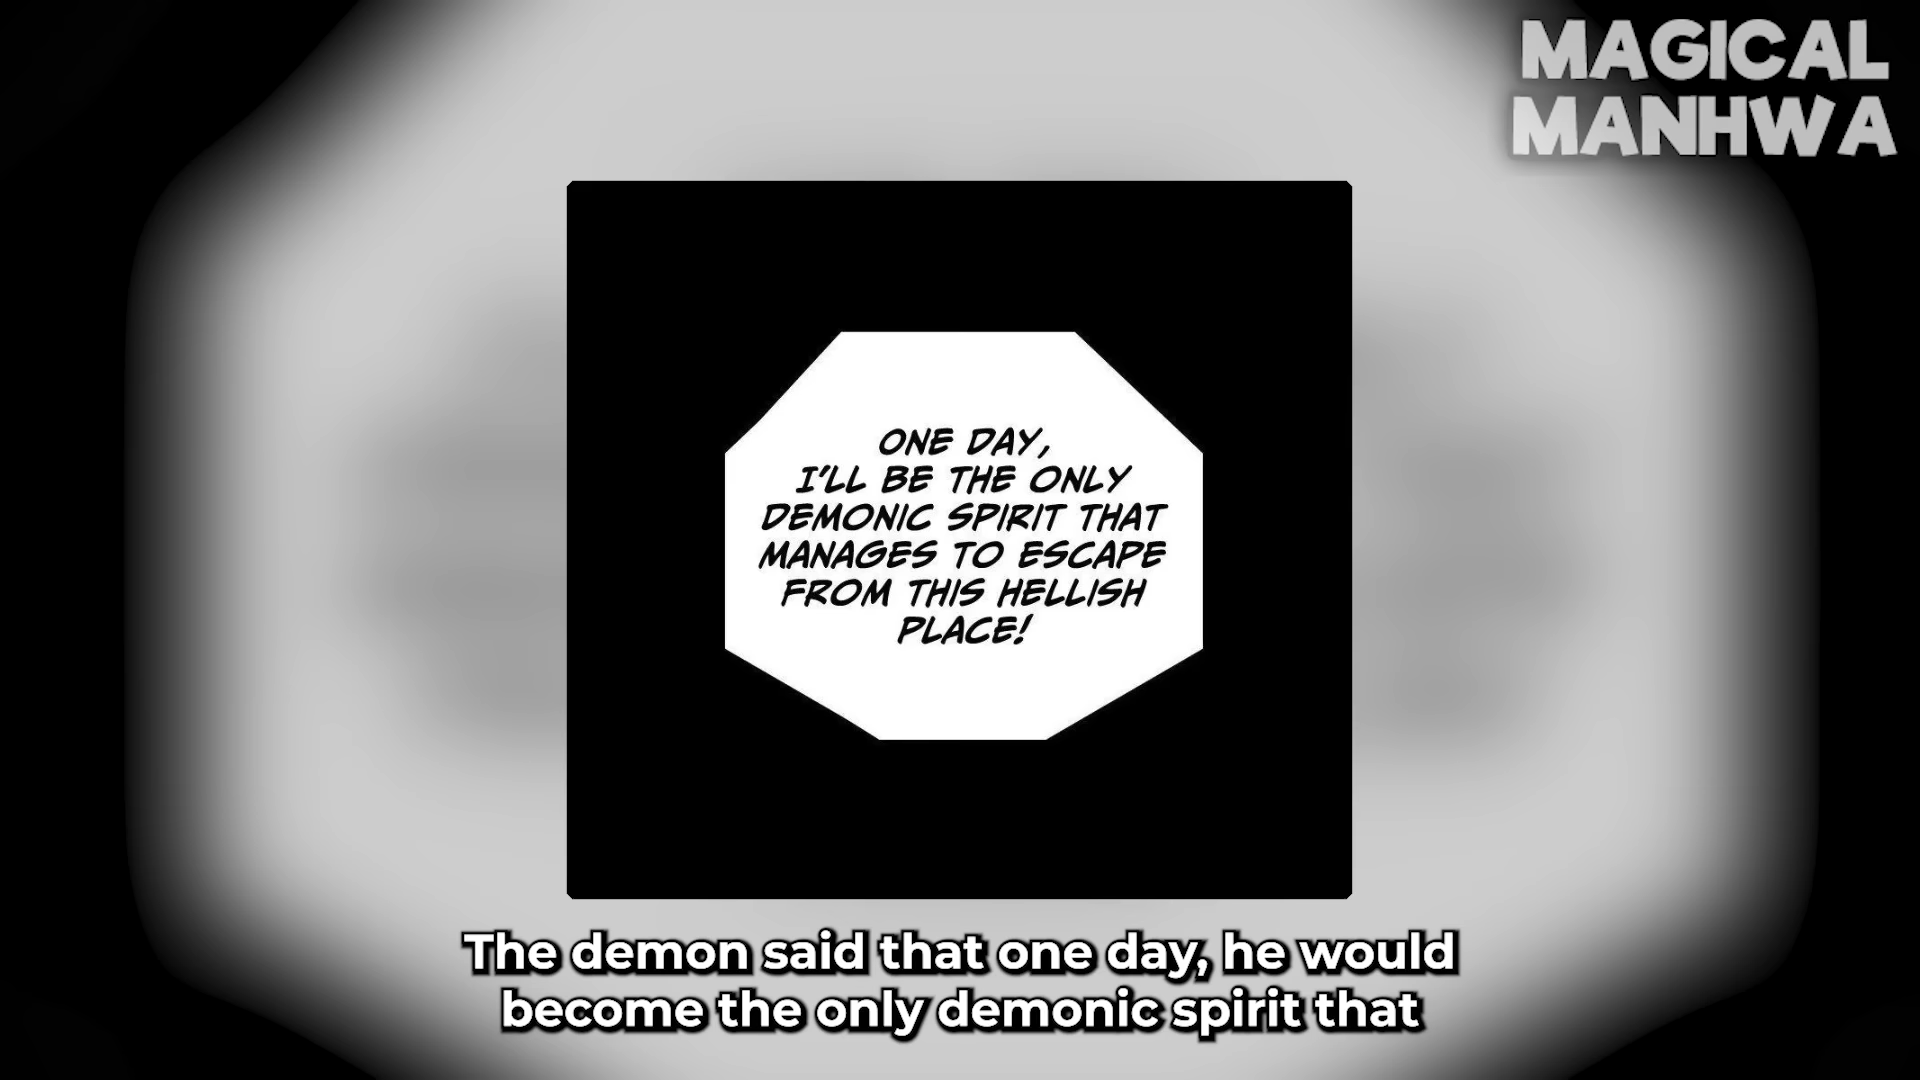 MAGICAL
MANHWA
ONE DAY,
I'LL BE THE ONLY
DEMONIC SPIRIT THAT
MANAGES TO ESCAPE
FROM THIS HELLISH
PLACE!
The demon said that one day, he would
become the only demonic spirit that